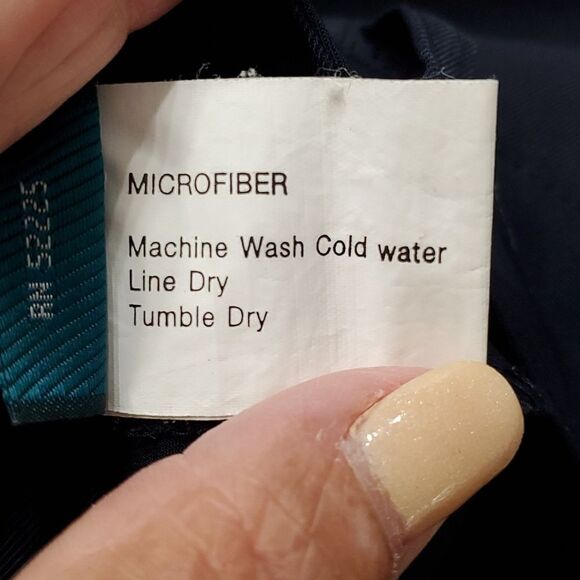 RN 52225
MICROFIBER
Machine Wash Cold water
Line Dry
Tumble Dry